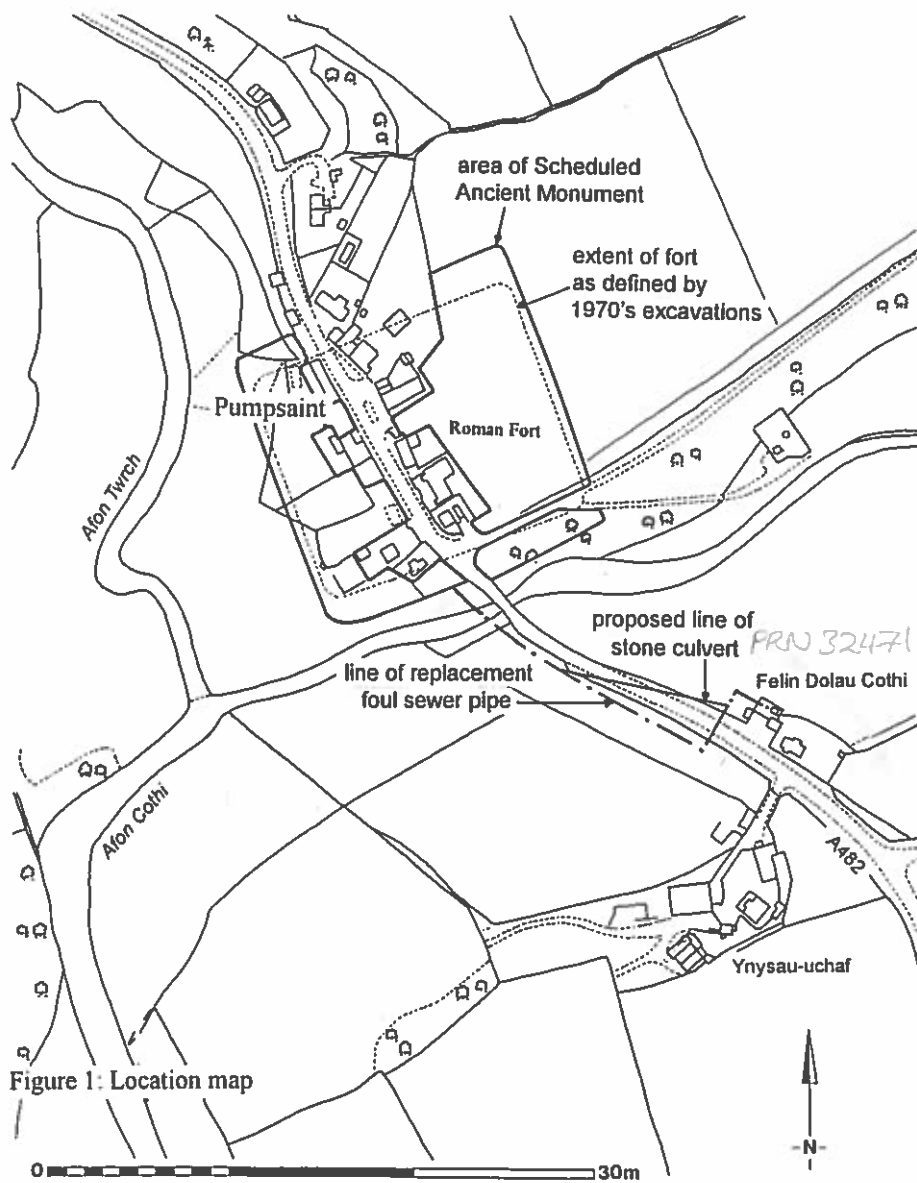 area of Scheduled
Ancient Monument
extent of fort
as defined by
1970's excavations
Pumpsaint
Roman Fort
Afon Twrch
proposed line of
stone culvert
PRN 32471
line of replacement
foul sewer pipe
Felin Dolau Cothi
Afon Cothi
A482
Ynysau-uchaf
Figure 1: Location map
N
0 30m